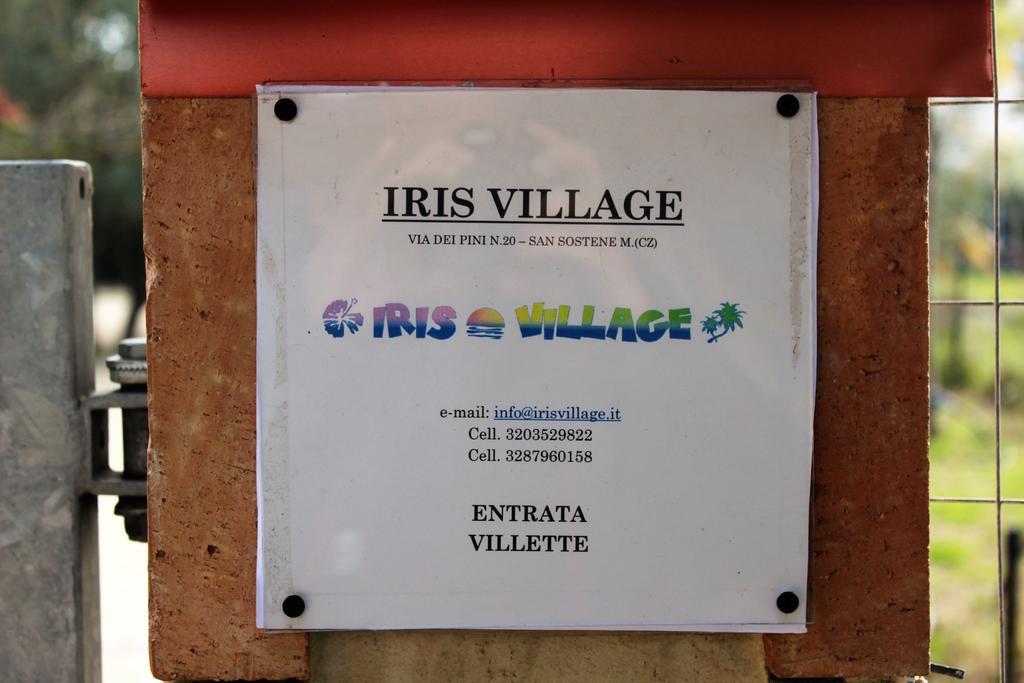 IRIS VILLAGE
VIA DEI PINI N.20 – SAN SOSTENE M.(CZ)
IRIS VILLAGE
e-mail: info@irisvillage.it
Cell. 3203529822
Cell. 3287960158
ENTRATA
VILLETTE